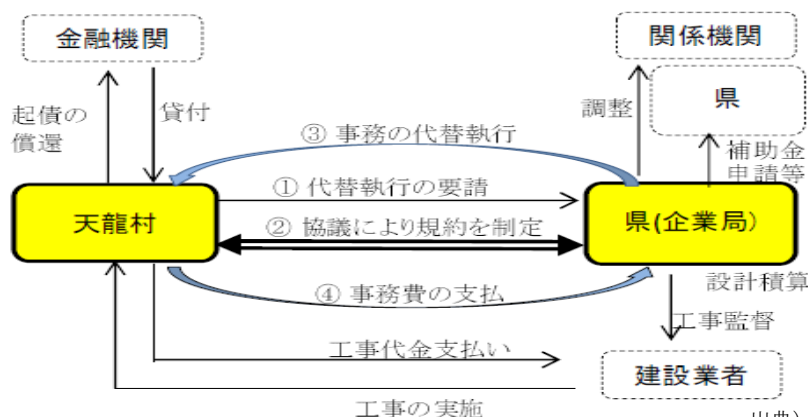 金融機関
関係機関
起債の
償還
貸付
調整
県
③ 事務の代替執行
補助金
申請等
① 代替執行の要請
天龍村
② 協議により規約を制定
県(企業局)
④ 事務費の支払
設計積算
工事監督
工事代金支払い
建設業者
工事の実施